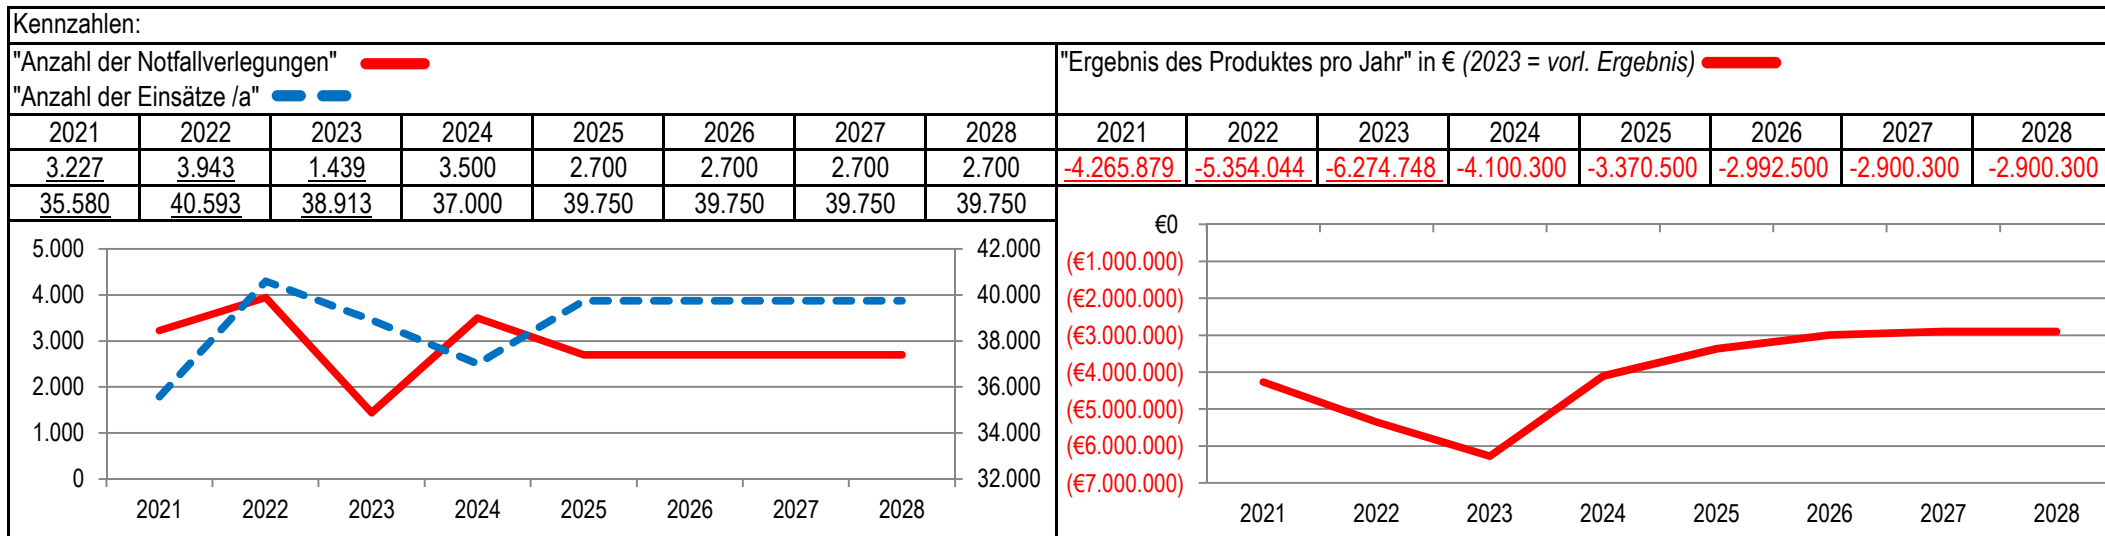 Kennzahlen:
"Anzahl der Notfallverlegungen"
"Anzahl der Einsätze /a"
2021 2022 2023 2024 2025 2026 2027 2028
3.227 3.943 1.439 3.500 2.700 2.700 2.700 2.700
35.580 40.593 38.913 37.000 39.750 39.750 39.750 39.750
5.000 42.000
4.000 40.000
3.000 38.000
2.000 36.000
1.000 34.000
0 32.000
2021 2022 2023 2024 2025 2026 2027 2028
"Ergebnis des Produktes pro Jahr" in € (2023 = vorl. Ergebnis)
2021 2022 2023 2024 2025 2026 2027 2028
-4.265.879 -5.354.044 -6.274.748 -4.100.300 -3.370.500 -2.992.500 -2.900.300 -2.900.300
€0
(€1.000.000)
(€2.000.000)
(€3.000.000)
(€4.000.000)
(€5.000.000)
(€6.000.000)
(€7.000.000)
2021 2022 2023 2024 2025 2026 2027 2028